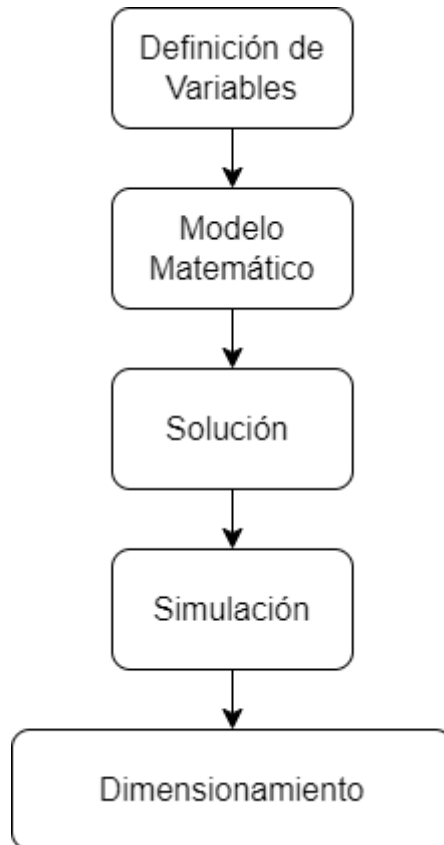 Definición de
Variables
Modelo
Matemático
Solución
Simulación
Dimensionamiento